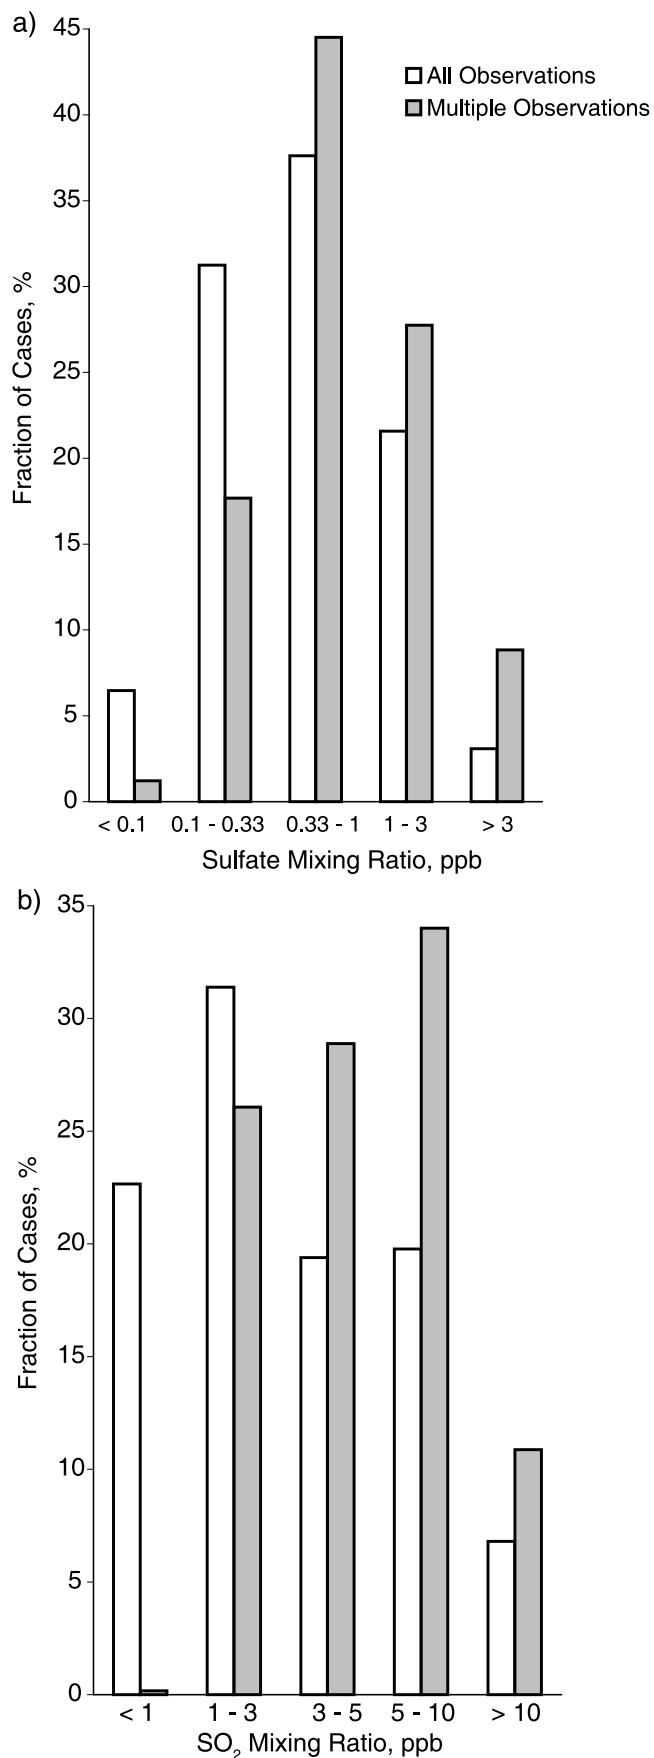 a)
45
40
35
30
25
20
15
10
5
0
Fraction of Cases, %
All Observations
Multiple Observations
< 0.1 0.1 - 0.33 0.33 - 1 1 - 3 > 3
Sulfate Mixing Ratio, ppb
b)
35
30
25
20
15
10
5
0
Fraction of Cases, %
< 1 1 - 3 3 - 5 5 - 10 > 10
SO₂ Mixing Ratio, ppb